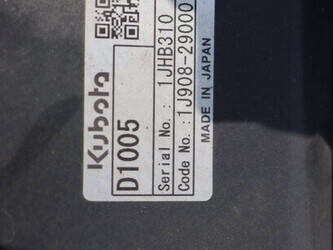 Kubota
D1005
Serial No.: 1JHB310
Code No.: 1J908-29000
MADE IN JAPAN